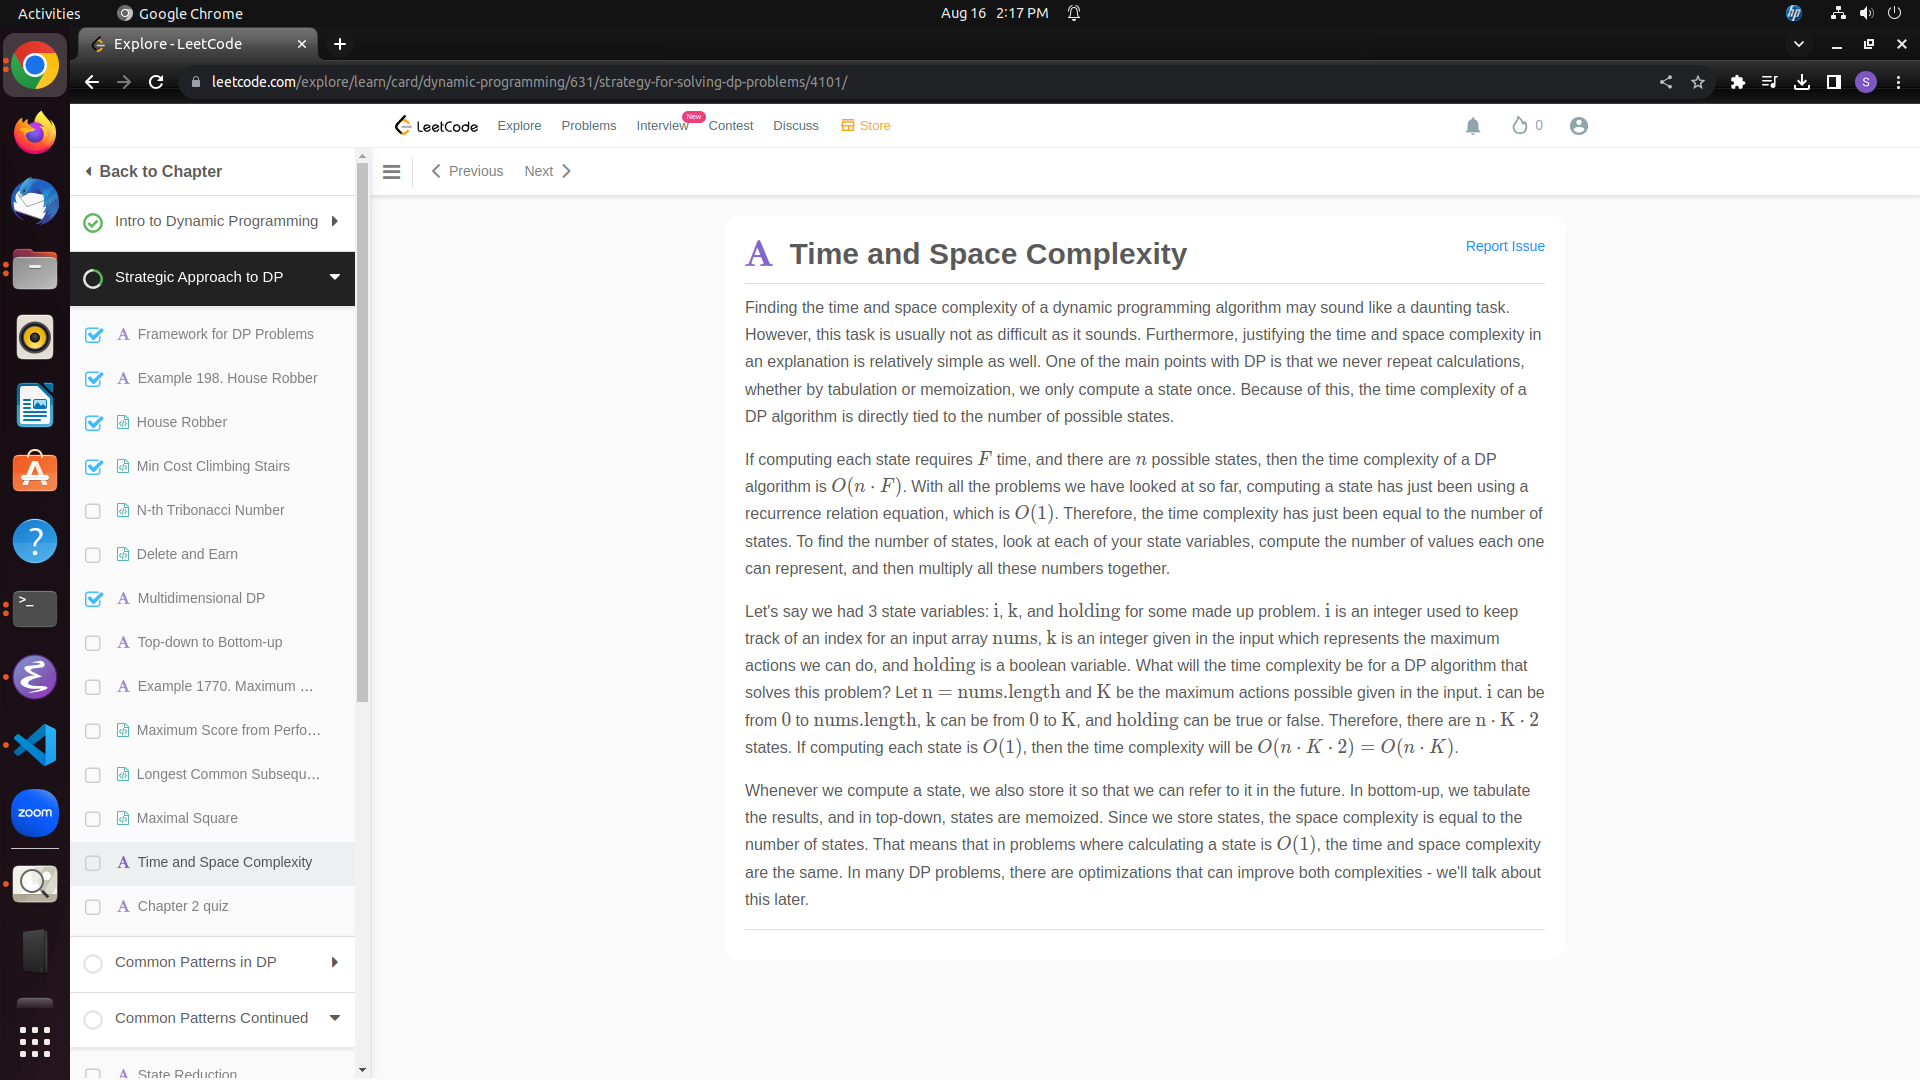 Activities
Google Chrome
Aug 16 2:17 PM
Explore - LeetCode
leetcode.com/explore/learn/card/dynamic-programming/631/strategy-for-solving-dp-problems/4101/
S
LeetCode
Explore
Problems
Interview
New
Contest
Discuss
Store
0
Back to Chapter
Previous
Next
Intro to Dynamic Programming
Strategic Approach to DP
A Framework for DP Problems
A Example 198. House Robber
House Robber
Min Cost Climbing Stairs
N-th Tribonacci Number
Delete and Earn
A Multidimensional DP
A Top-down to Bottom-up
A Example 1770. Maximum ...
Maximum Score from Perfo...
Longest Common Subsequ...
Maximal Square
A Time and Space Complexity
A Chapter 2 quiz
Common Patterns in DP
Common Patterns Continued
A State Reduction
A Time and Space Complexity
Report Issue
Finding the time and space complexity of a dynamic programming algorithm may sound like a daunting task.
However, this task is usually not as difficult as it sounds. Furthermore, justifying the time and space complexity in
an explanation is relatively simple as well. One of the main points with DP is that we never repeat calculations,
whether by tabulation or memoization, we only compute a state once. Because of this, the time complexity of a
DP algorithm is directly tied to the number of possible states.
If computing each state requires F time, and there are n possible states, then the time complexity of a DP
algorithm is O(n · F). With all the problems we have looked at so far, computing a state has just been using a
recurrence relation equation, which is O(1). Therefore, the time complexity has just been equal to the number of
states. To find the number of states, look at each of your state variables, compute the number of values each one
can represent, and then multiply all these numbers together.
Let's say we had 3 state variables: i, k, and holding for some made up problem. i is an integer used to keep
track of an index for an input array nums, k is an integer given in the input which represents the maximum
actions we can do, and holding is a boolean variable. What will the time complexity be for a DP algorithm that
solves this problem? Let n = nums.length and K be the maximum actions possible given in the input. i can be
from 0 to nums.length, k can be from 0 to K, and holding can be true or false. Therefore, there are n · K · 2
states. If computing each state is O(1), then the time complexity will be O(n · K · 2) = O(n · K).
Whenever we compute a state, we also store it so that we can refer to it in the future. In bottom-up, we tabulate
the results, and in top-down, states are memoized. Since we store states, the space complexity is equal to the
number of states. That means that in problems where calculating a state is O(1), the time and space complexity
are the same. In many DP problems, there are optimizations that can improve both complexities - we'll talk about
this later.
zoom